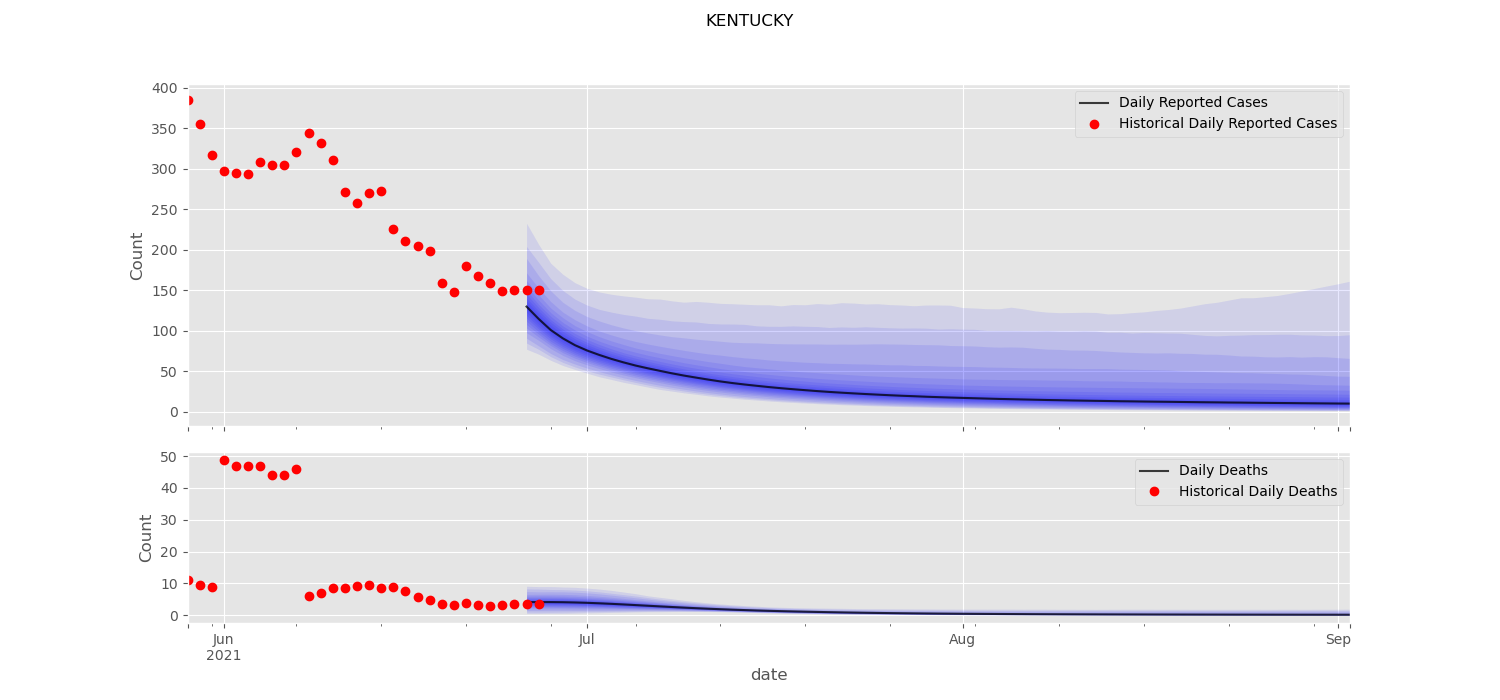 KENTUCKY
400
350
300
250
200
150
100
50
0
Count
Daily Reported Cases
Historical Daily Reported Cases
50
40
30
20
10
0
Count
Daily Deaths
Historical Daily Deaths
Jun Jul Aug Sep
2021
date